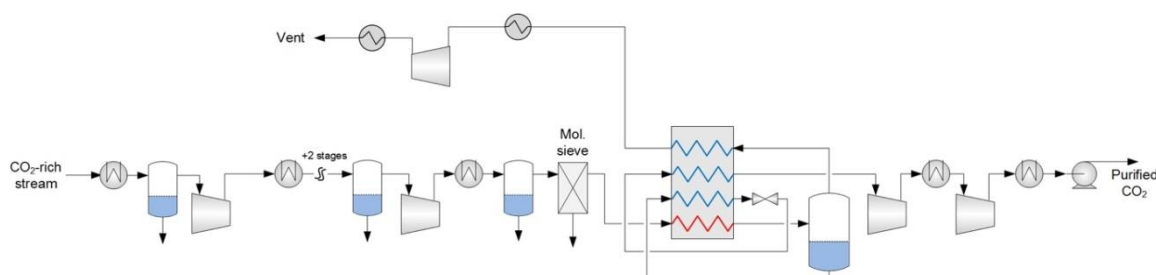 Vent
CO₂-rich
stream
+2 stages
Mol.
sieve
Purified
CO₂